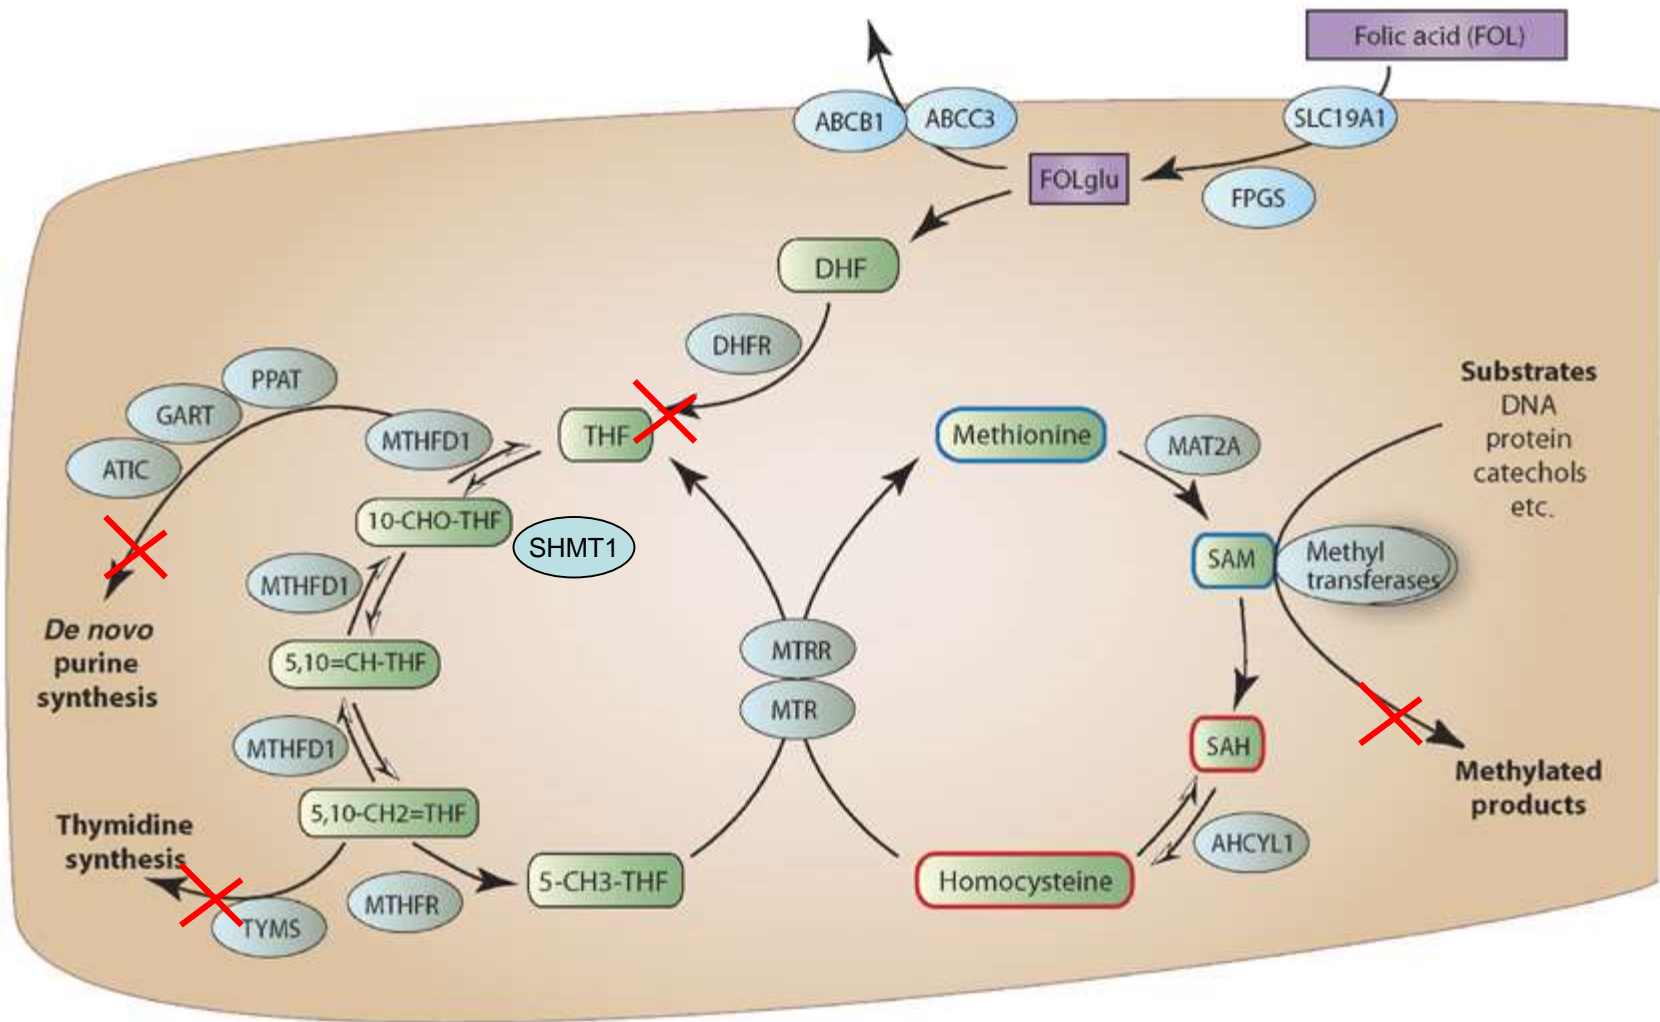 Folic acid (FOL)
ABCB1
ABCC3
SLC19A1
FOLglu
FPGS
DHF
DHFR
PPAT
GART
ATIC
MTHFD1
THF
Methionine
MAT2A
Substrates
DNA
protein
catechols
etc.
10-CHO-THF
SHMT1
SAM
Methyl
transferases
MTHFD1
De novo
purine
synthesis
5,10=CH-THF
MTRR
MTR
MTHFD1
SAH
Methylated
products
5,10-CH2=THF
Thymidine
synthesis
AHCYL1
5-CH3-THF
Homocysteine
MTHFR
TYMS